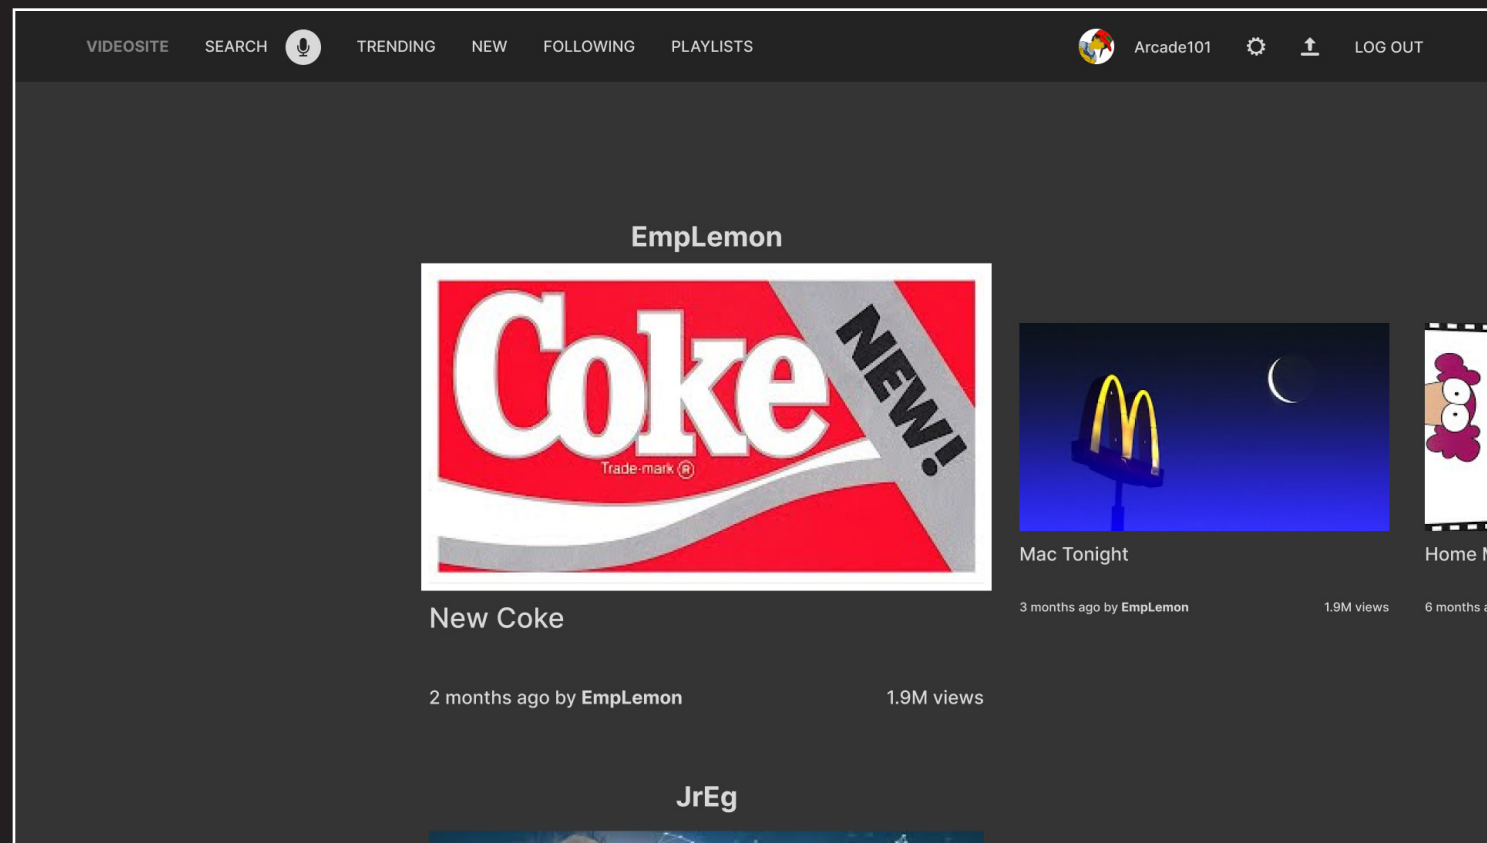 VIDEOSITE SEARCH TRENDING NEW FOLLOWING PLAYLISTS Arcade101 LOG OUT
EmpLemon
Coke
NEW!
Trade-mark ®
New Coke
2 months ago by EmpLemon 1.9M views
Mac Tonight
3 months ago by EmpLemon 1.9M views
Home
6 months
JrEg